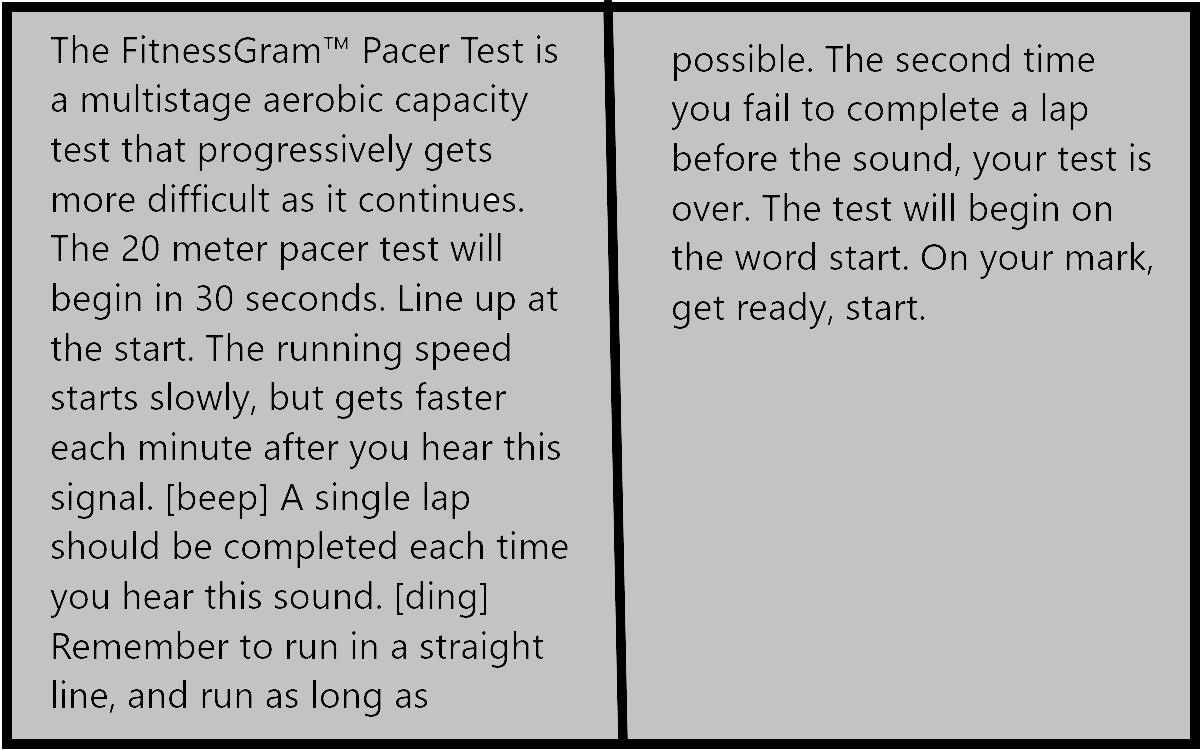 The FitnessGram™ Pacer Test is
a multistage aerobic capacity
test that progressively gets
more difficult as it continues.
The 20 meter pacer test will
begin in 30 seconds. Line up at
the start. The running speed
starts slowly, but gets faster
each minute after you hear this
signal. [beep] A single lap
should be completed each time
you hear this sound. [ding]
Remember to run in a straight
line, and run as long as
possible. The second time
you fail to complete a lap
before the sound, your test is
over. The test will begin on
the word start. On your mark,
get ready, start.